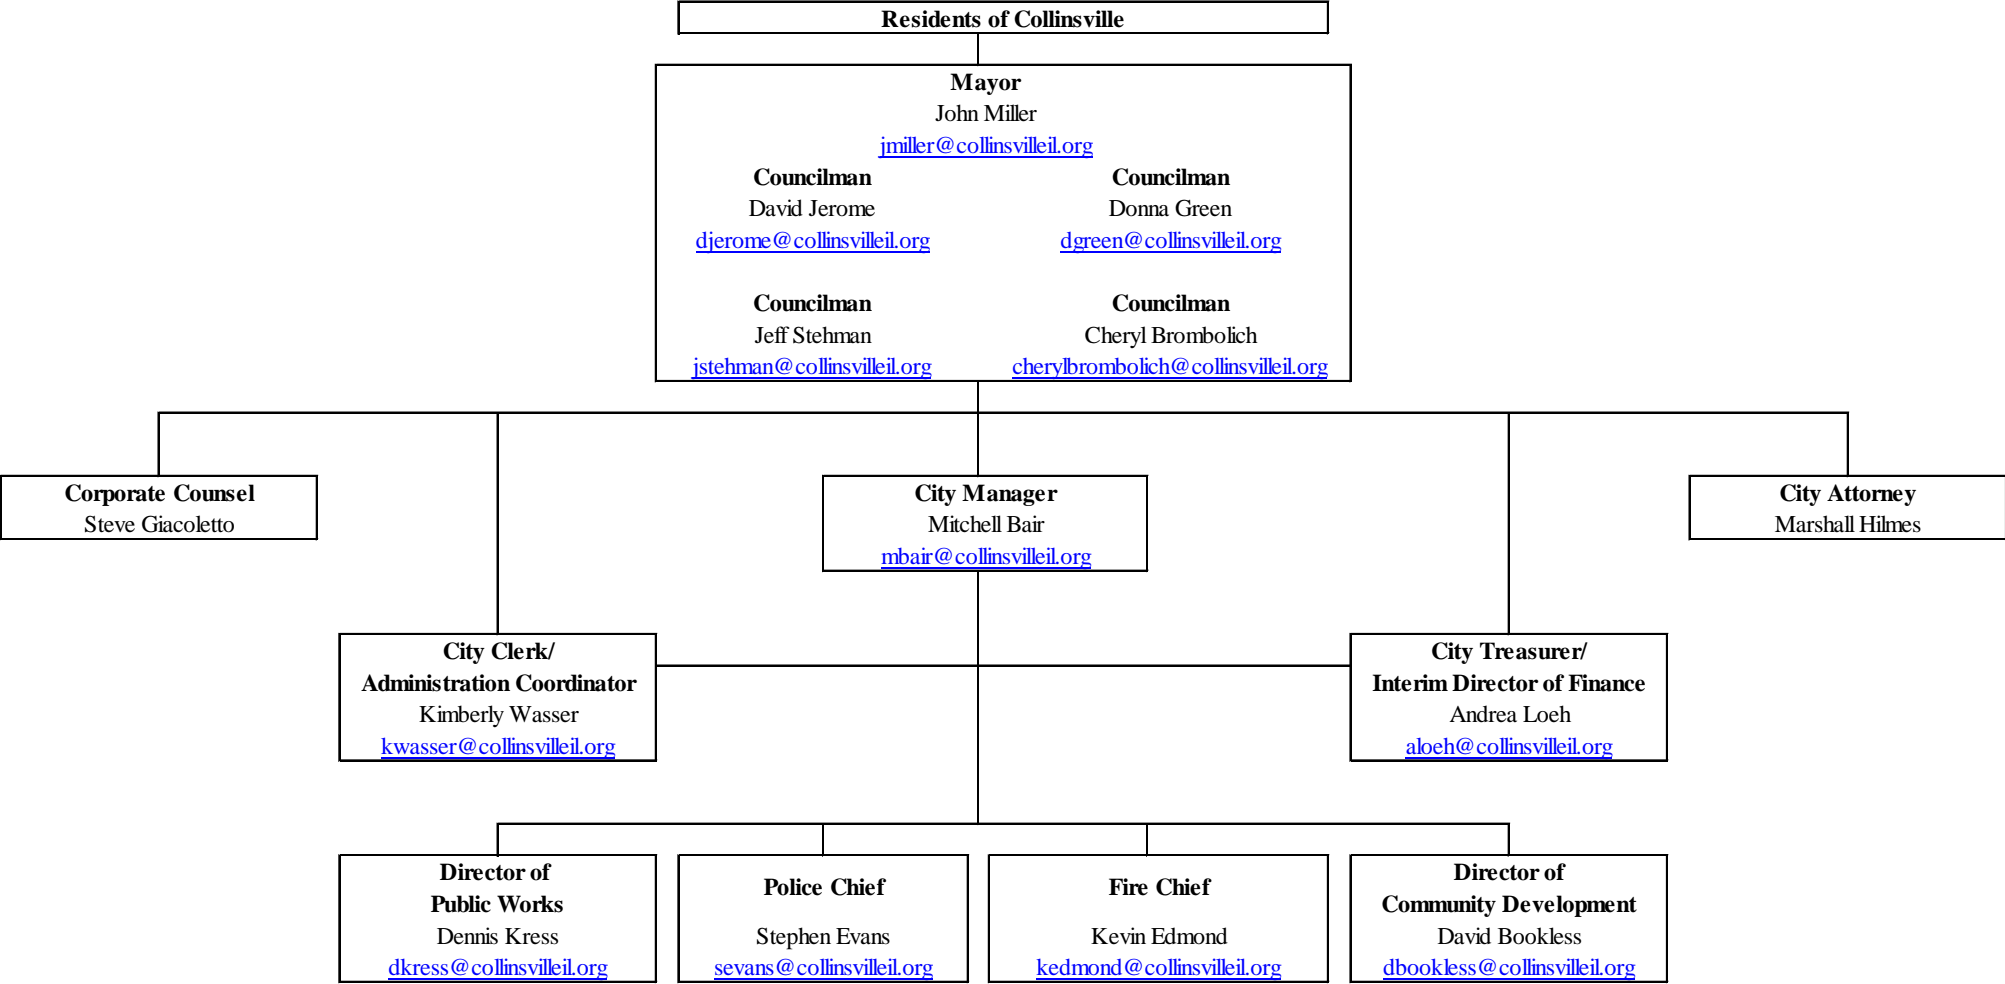 Residents of Collinsville
Mayor
John Miller
jmiller@collinsvilleil.org
Councilman
David Jerome
djerome@collinsvilleil.org
Councilman
Donna Green
dgreen@collinsvilleil.org
Councilman
Jeff Stehman
jstehman@collinsvilleil.org
Councilman
Cheryl Brombolich
cherylbrombolich@collinsvilleil.org
Corporate Counsel
Steve Giacoletto
City Manager
Mitchell Bair
mbair@collinsvilleil.org
City Attorney
Marshall Hilmes
City Clerk/
Administration Coordinator
Kimberly Wasser
kwasser@collinsvilleil.org
City Treasurer/
Interim Director of Finance
Andrea Loeh
aloeh@collinsvilleil.org
Director of
Public Works
Dennis Kress
dkress@collinsvilleil.org
Police Chief
Stephen Evans
sevans@collinsvilleil.org
Fire Chief
Kevin Edmond
kedmond@collinsvilleil.org
Director of
Community Development
David Bookless
dbookless@collinsvilleil.org